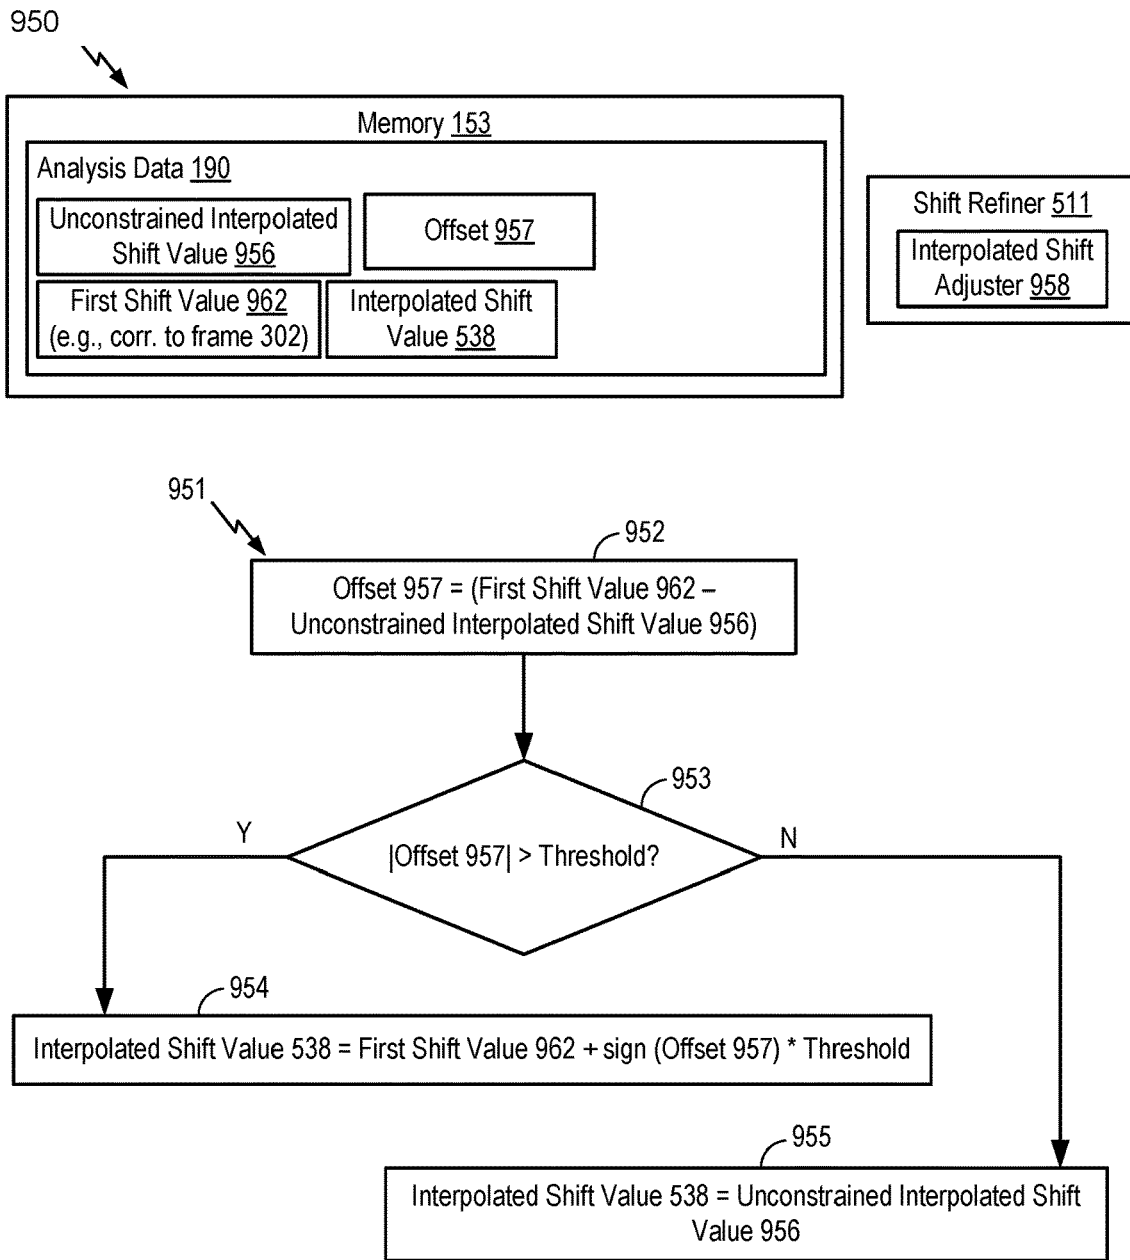 950
Memory 153
Analysis Data 190
Unconstrained Interpolated
Shift Value 956
Offset 957
First Shift Value 962
(e.g., corr. to frame 302)
Interpolated Shift
Value 538
Shift Refiner 511
Interpolated Shift
Adjuster 958
951
952
Offset 957 = (First Shift Value 962 –
Unconstrained Interpolated Shift Value 956)
953
Y
|Offset 957| > Threshold?
N
954
Interpolated Shift Value 538 = First Shift Value 962 + sign (Offset 957) * Threshold
955
Interpolated Shift Value 538 = Unconstrained Interpolated Shift
Value 956